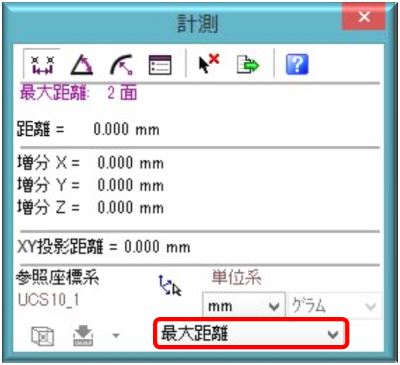 計測
最大距離: 2 面
距離 = 0.000 mm
増分 X = 0.000 mm
増分 Y = 0.000 mm
増分 Z = 0.000 mm
XY投影距離 = 0.000 mm
参照座標系 単位系
UCS10_1
mm グラム
最大距離